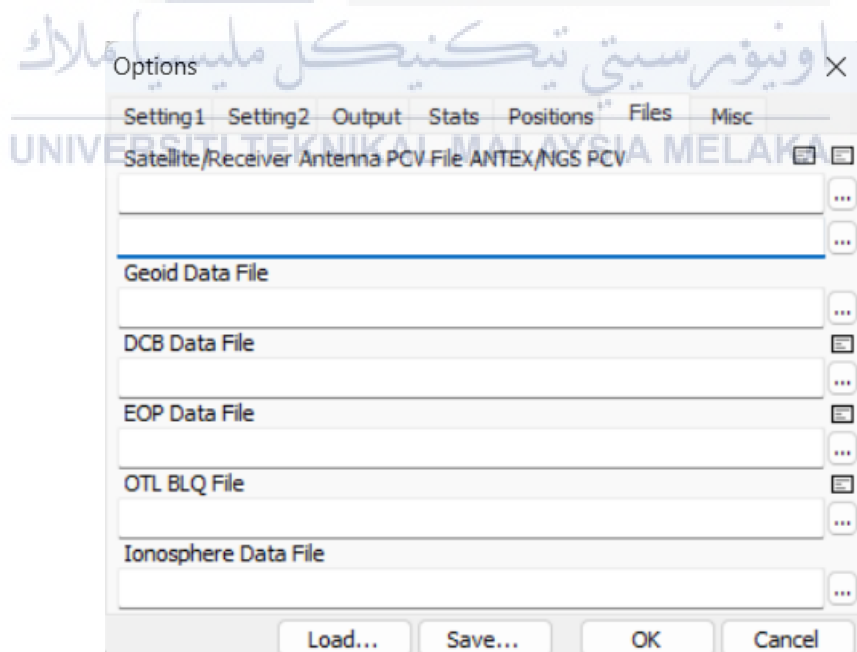 اونيۏرسيتي تيكنيكل مليسيا ملاك
Options
Setting1 Setting2 Output Stats Positions Files Misc
UNIVERSITI TEKNIKAL MALAYSIA MELAKA
Satellite/Receiver Antenna PCV File ANTEX/NGS PCV
...
...
Geoid Data File
...
DCB Data File
...
EOP Data File
...
OTL BLQ File
...
Ionosphere Data File
...
Load... Save... OK Cancel